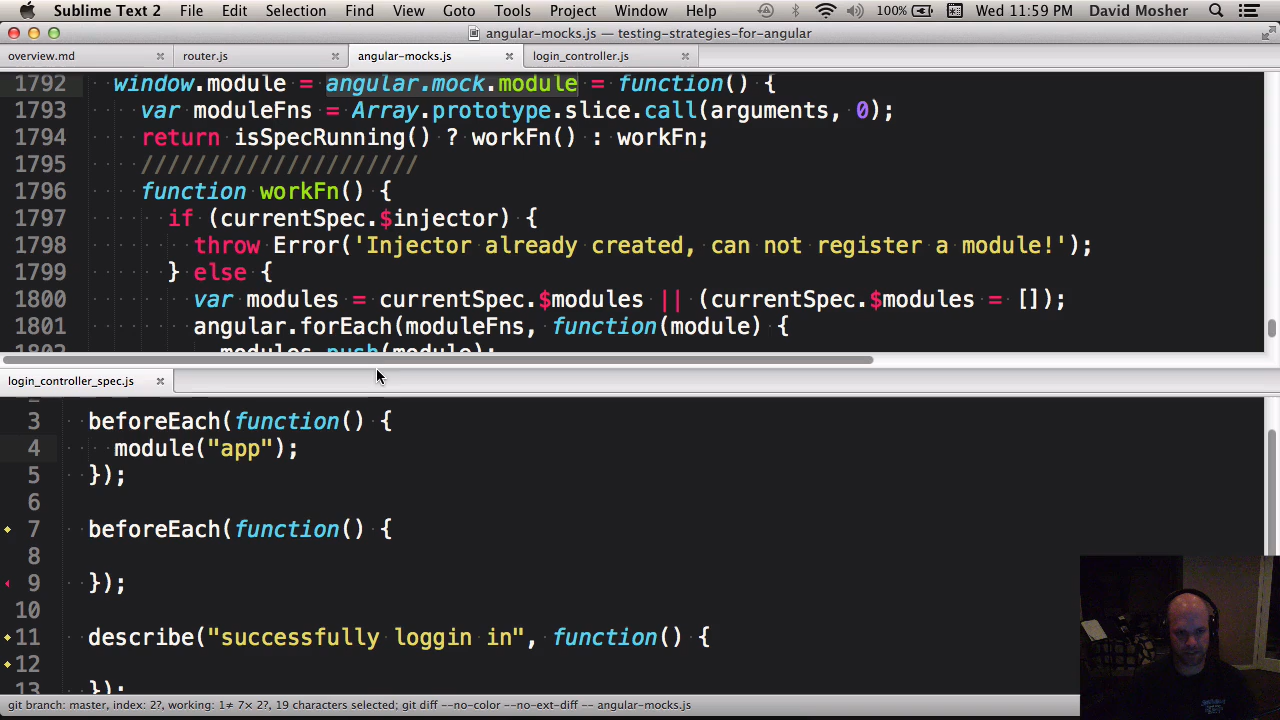 Sublime Text 2 File Edit Selection Find View Goto Tools Project Window Help 100% Wed 11:59 PM David Mosher
angular-mocks.js — testing-strategies-for-angular
overview.md router.js angular-mocks.js login_controller.js
1792 window.module = angular.mock.module = function() {
1793 var moduleFns = Array.prototype.slice.call(arguments, 0);
1794 return isSpecRunning() ? workFn() : workFn;
1795 /////////////////////
1796 function workFn() {
1797 if (currentSpec.$injector) {
1798 throw Error('Injector already created, can not register a module!');
1799 } else {
1800 var modules = currentSpec.$modules || (currentSpec.$modules = []);
1801 angular.forEach(moduleFns, function(module) {
1802 modules.push(module);
login_controller_spec.js
3 beforeEach(function() {
4 module("app");
5 });
6
7 beforeEach(function() {
8
9 });
10
11 describe("successfully loggin in", function() {
12
13 });
git branch: master, index: 2?, working: 1≠ 7× 2?, 19 characters selected; git diff --no-color --no-ext-diff -- angular-mocks.js